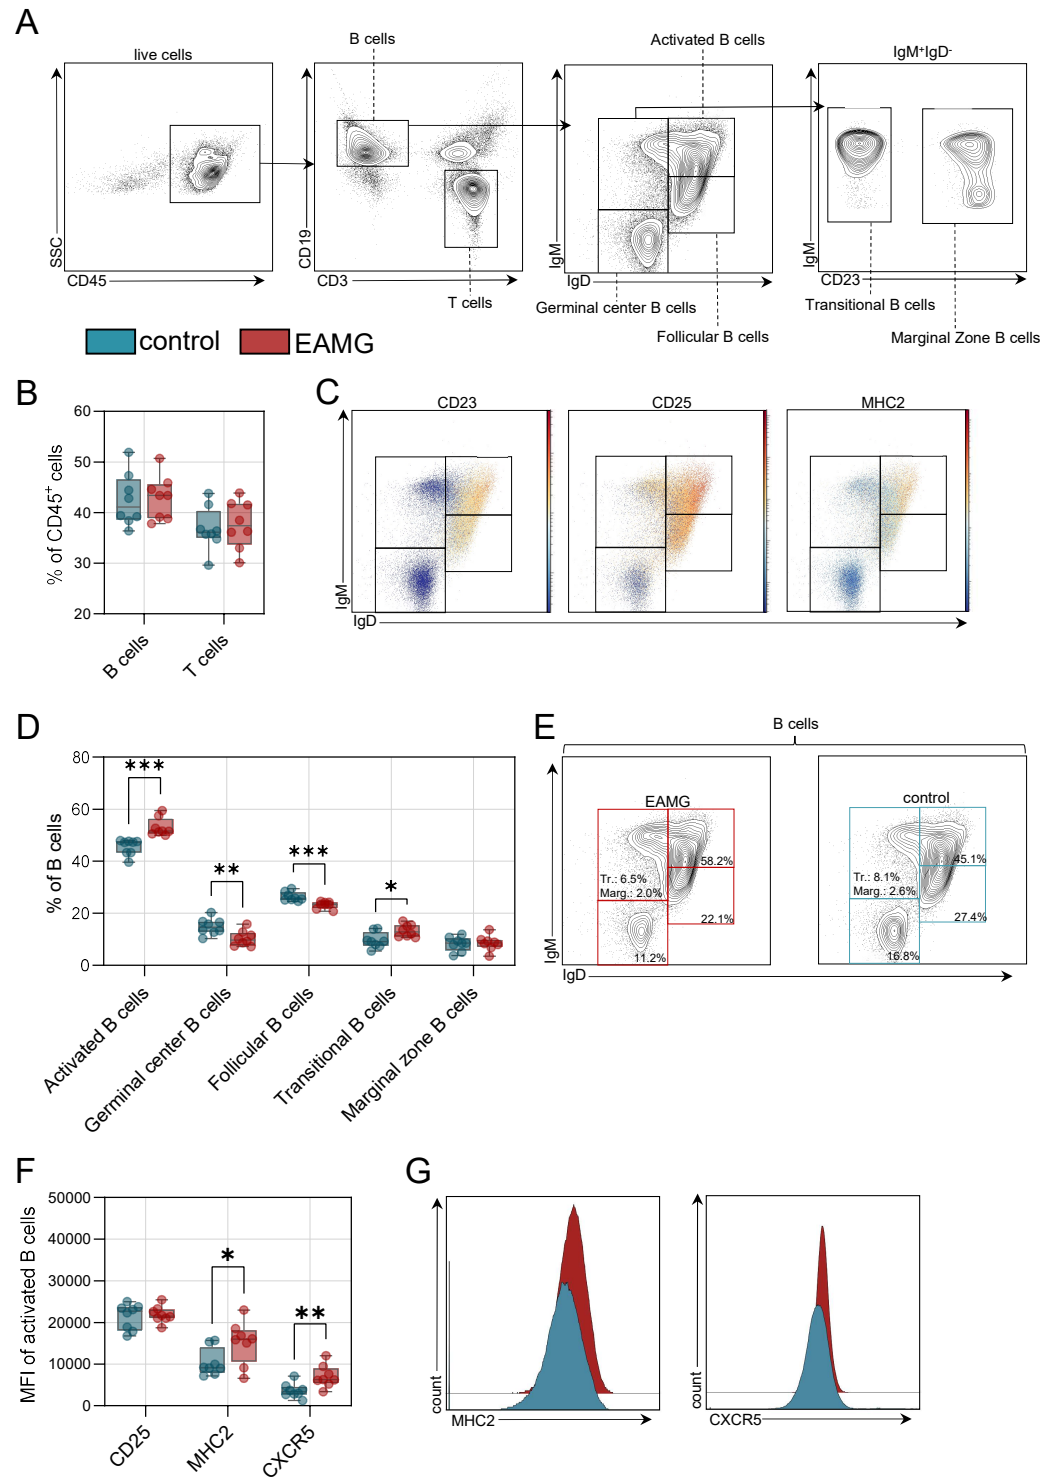 A
live cells
SSC
CD45
B cells
CD19
CD3
T cells
Activated B cells
IgM
IgD
Germinal center B cells
Follicular B cells
IgM⁺IgD⁻
IgM
CD23
Transitional B cells
Marginal Zone B cells
control
EAMG
B
% of CD45⁺ cells
60
50
40
30
20
B cells
T cells
C
CD23
CD25
MHC2
IgM
IgD
D
% of B cells
80
60
40
20
0
***
**
***
*
Activated B cells
Germinal center B cells
Follicular B cells
Transitional B cells
Marginal zone B cells
E
B cells
EAMG
58.2%
Tr.: 6.5%
Marg.: 2.0%
22.1%
11.2%
control
45.1%
Tr.: 8.1%
Marg.: 2.6%
27.4%
16.8%
IgM
IgD
F
MFI of activated B cells
50000
40000
30000
20000
10000
0
*
**
CD25
MHC2
CXCR5
G
count
MHC2
count
CXCR5